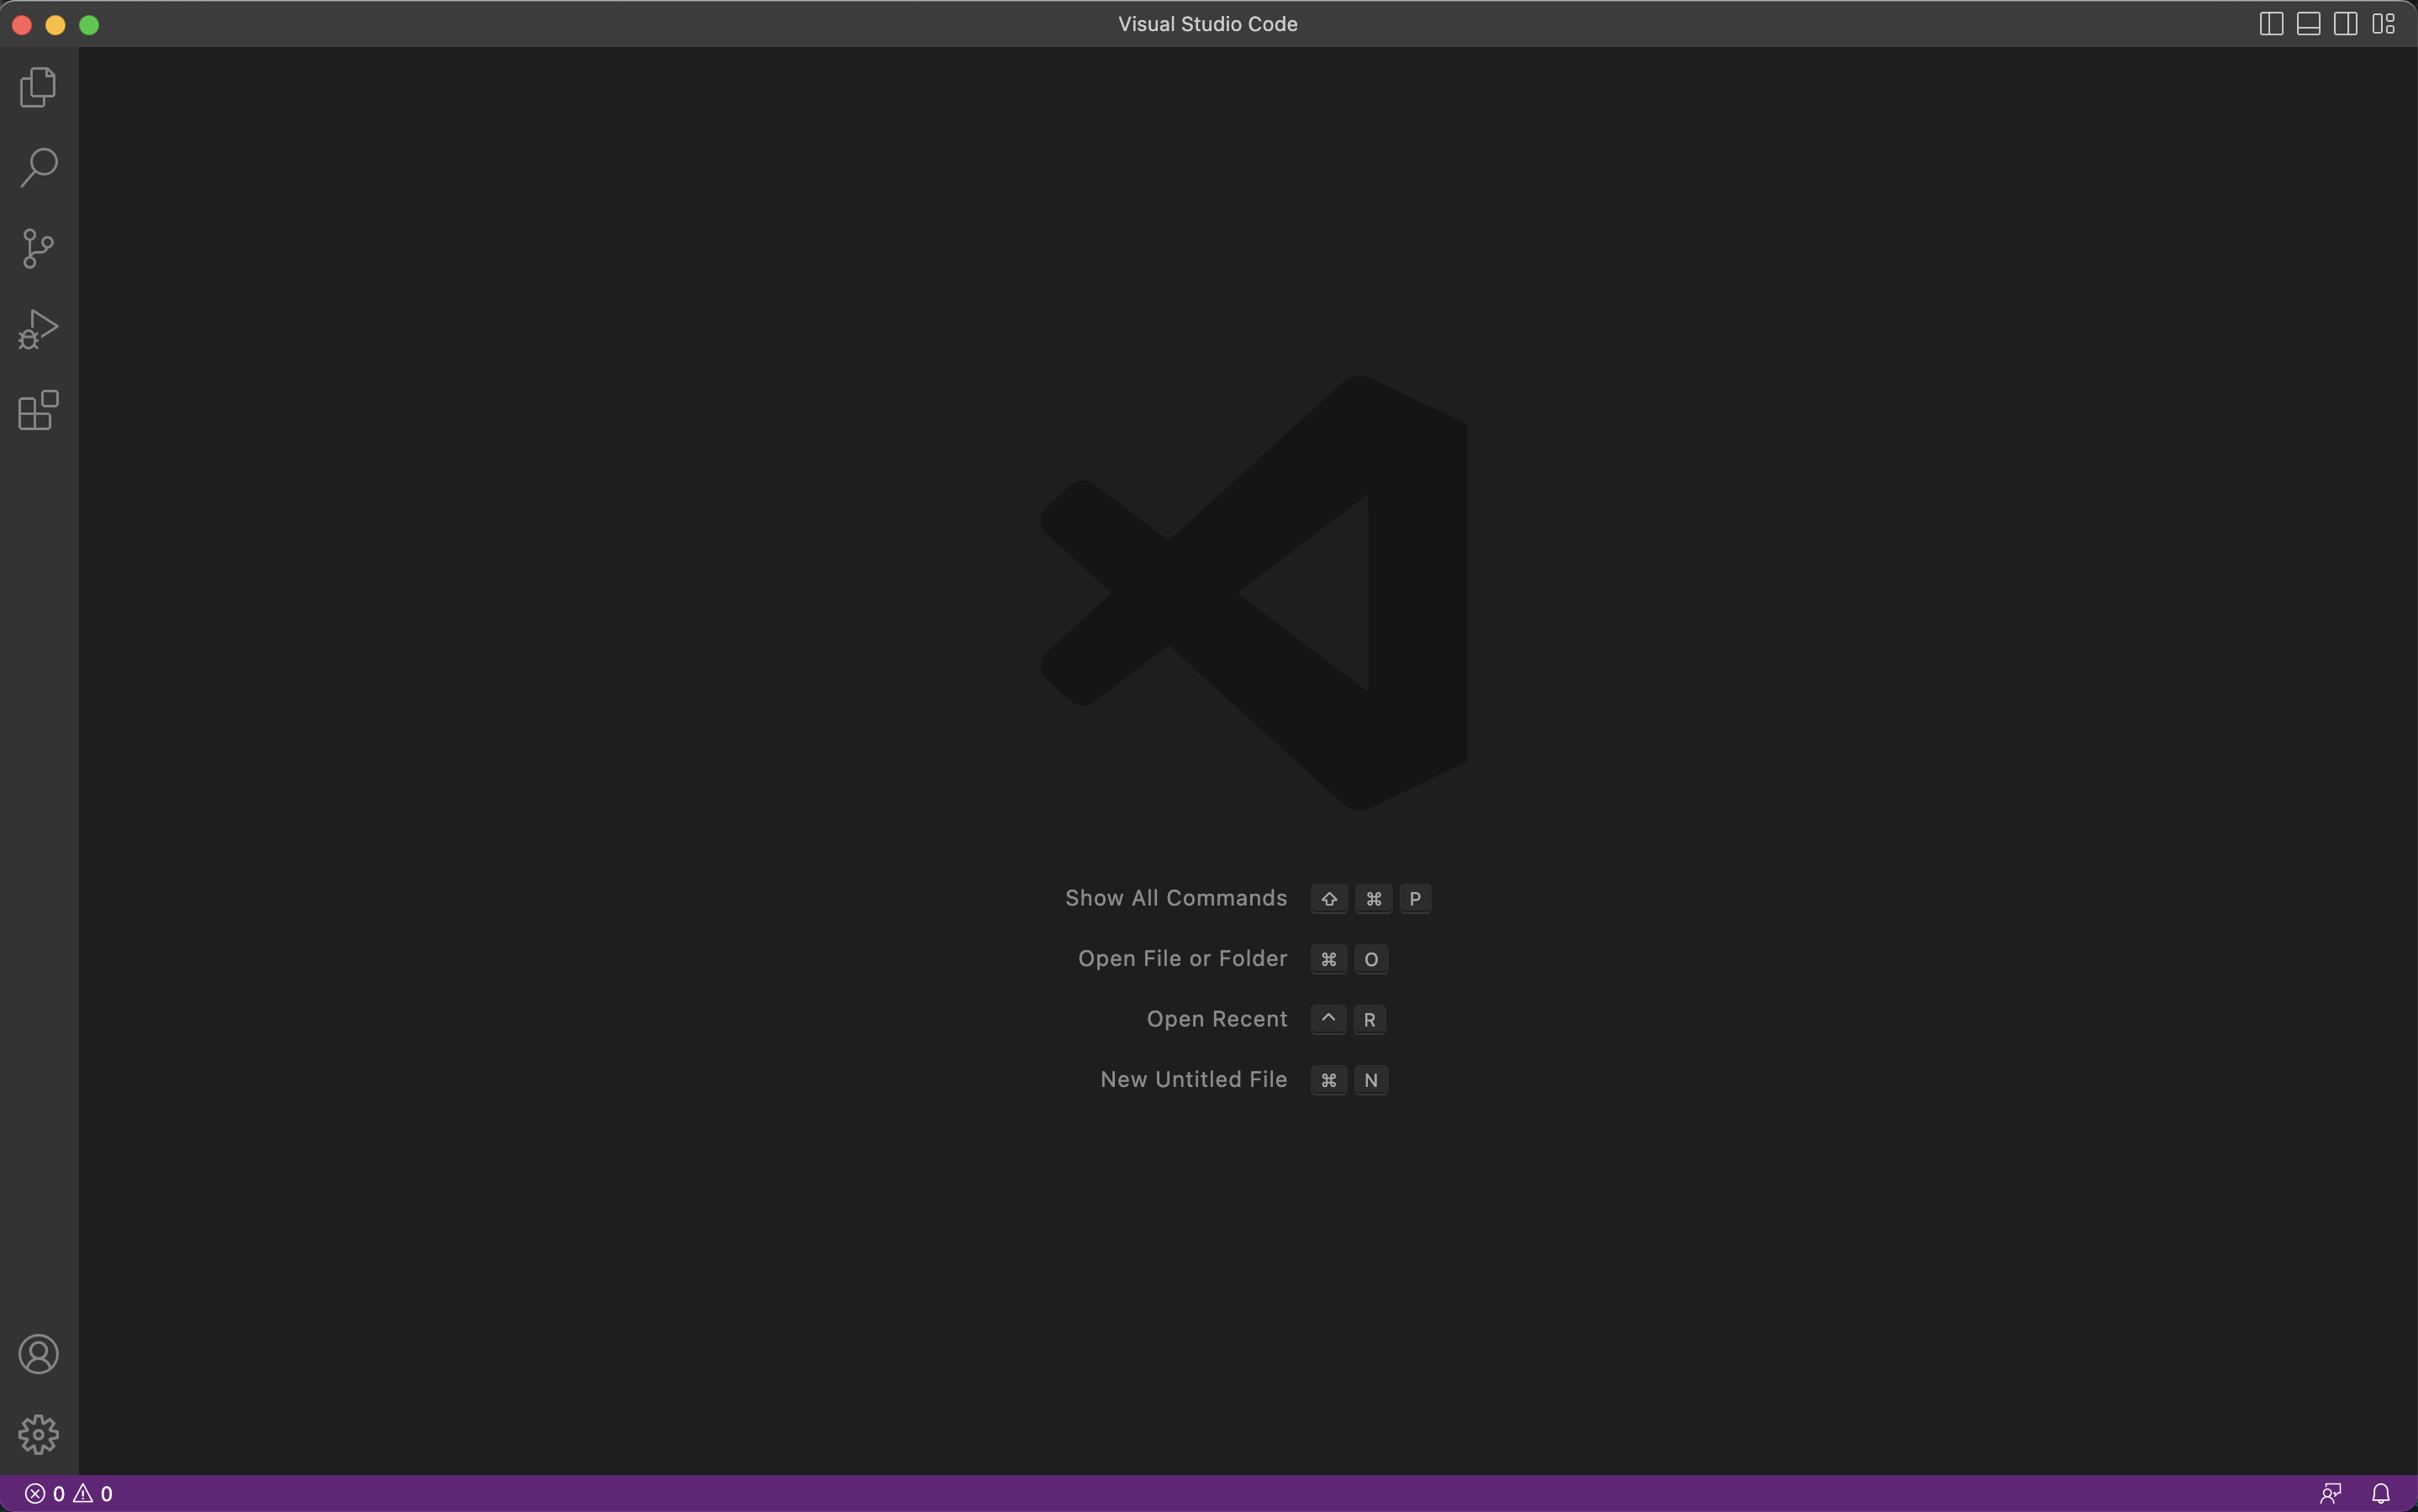 Visual Studio Code
Show All Commands ⇧ ⌘ P
Open File or Folder ⌘ O
Open Recent ^ R
New Untitled File ⌘ N
0 0